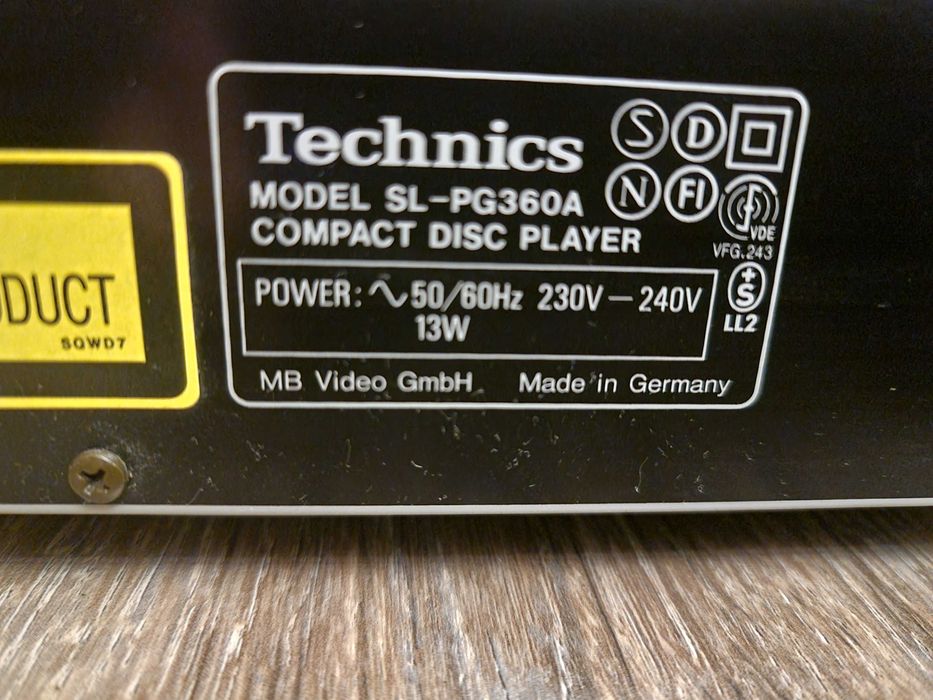 Technics
S D
N FI
MODEL SL-PG360A
COMPACT DISC PLAYER
VDE
VFG.243
+S
LL2
POWER: ∿50/60Hz 230V—240V
13W
MB Video GmbH Made in Germany
DUCT
SQWD7